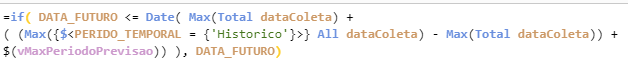 =if( DATA_FUTURO <= Date( Max(Total dataColeta) +
( (Max({$<PERIDO_TEMPORAL = {'Historico'}>} All dataColeta) - Max(Total dataColeta)) +
$(vMaxPeriodoPrevisao)) ), DATA_FUTURO)